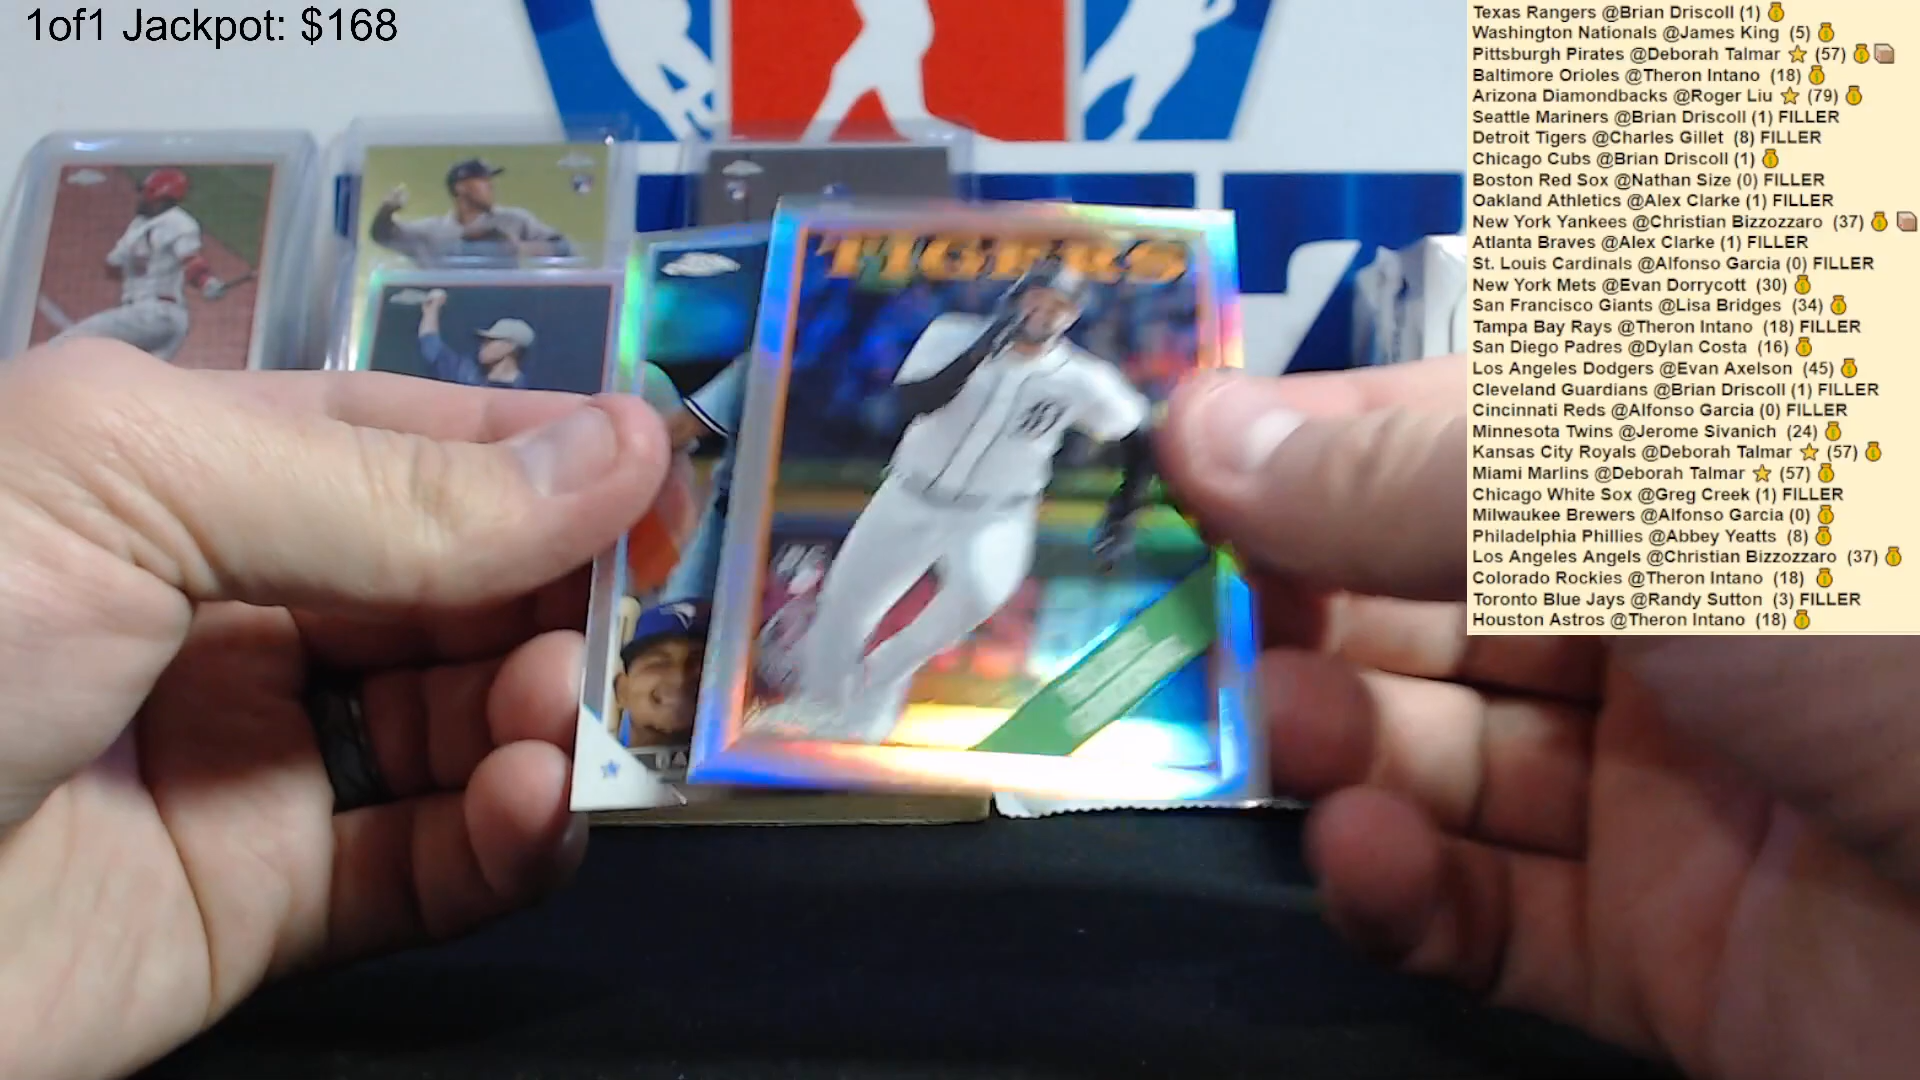 1of1 Jackpot: $168
Texas Rangers @Brian Driscoll (1)
Washington Nationals @James King (5)
Pittsburgh Pirates @Deborah Talmar (57)
Baltimore Orioles @Theron Intano (18)
Arizona Diamondbacks @Roger Liu (79)
Seattle Mariners @Brian Driscoll (1) FILLER
Detroit Tigers @Charles Gillet (8) FILLER
Chicago Cubs @Brian Driscoll (1)
Boston Red Sox @Nathan Size (0) FILLER
Oakland Athletics @Alex Clarke (1) FILLER
New York Yankees @Christian Bizzozzaro (37)
Atlanta Braves @Alex Clarke (1) FILLER
St. Louis Cardinals @Alfonso Garcia (0) FILLER
New York Mets @Evan Dorrycott (30)
San Francisco Giants @Lisa Bridges (34)
Tampa Bay Rays @Theron Intano (18) FILLER
San Diego Padres @Dylan Costa (16)
Los Angeles Dodgers @Evan Axelson (45)
Cleveland Guardians @Brian Driscoll (1) FILLER
Cincinnati Reds @Alfonso Garcia (0) FILLER
Minnesota Twins @Jerome Sivanich (24)
Kansas City Royals @Deborah Talmar (57)
Miami Marlins @Deborah Talmar (57)
Chicago White Sox @Greg Creek (1) FILLER
Milwaukee Brewers @Alfonso Garcia (0)
Philadelphia Phillies @Abbey Yeatts (8)
Los Angeles Angels @Christian Bizzozzaro (37)
Colorado Rockies @Theron Intano (18)
Toronto Blue Jays @Randy Sutton (3) FILLER
Houston Astros @Theron Intano (18)
TIGERS